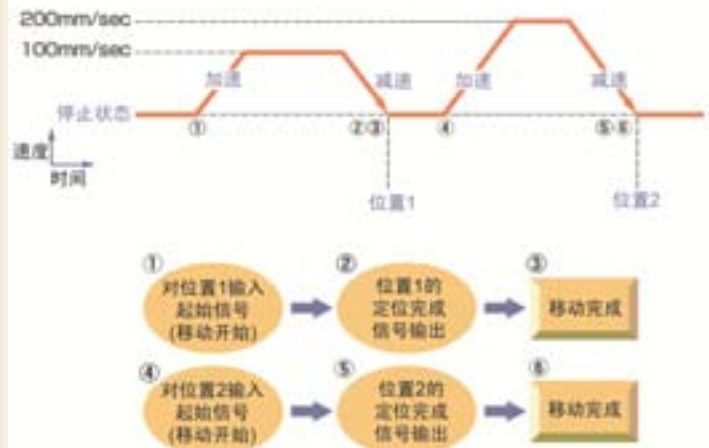 200mm/sec
100mm/sec
加速 减速 加速 减速
停止状态
① ②③ ④ ⑤⑥
速度
时间
位置1 位置2
① ② ③
对位置1输入
起始信号
(移动开始)
位置1的
定位完成
信号输出
移动完成
④ ⑤ ⑥
对位置2输入
起始信号
(移动开始)
位置2的
定位完成
信号输出
移动完成